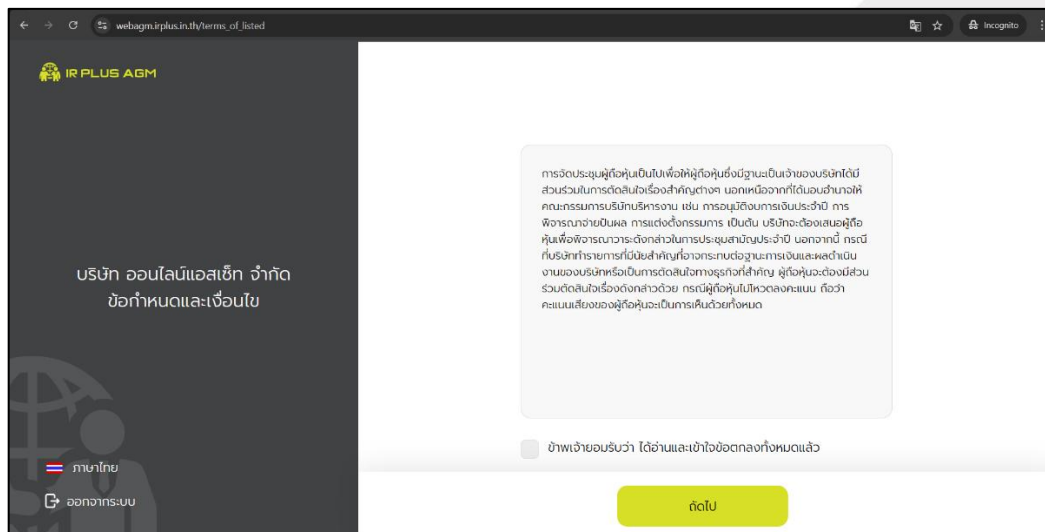 webagm.irplus.in.th/terms_of_listed
Incognito
IR PLUS AGM
บริษัท ออนไลน์แอสเซ็ท จำกัด
ข้อกำหนดและเงื่อนไข
ภาษาไทย
ออกจากระบบ
การจัดประชุมผู้ถือหุ้นเป็นไปเพื่อให้ผู้ถือหุ้นซึ่งมีฐานะเป็นเจ้าของบริษัทได้มี
ส่วนร่วมในการตัดสินใจเรื่องสำคัญต่างๆ นอกเหนือจากที่ได้มอบอำนาจให้
คณะกรรมการบริษัทบริหารงาน เช่น การอนุมัติงบการเงินประจำปี การ
พิจารณาจ่ายปันผล การแต่งตั้งกรรมการ เป็นต้น บริษัทจะต้องเสนอผู้ถือ
หุ้นเพื่อพิจารณาวาระดังกล่าวในการประชุมสามัญประจำปี นอกจากนี้ กรณี
ที่บริษัททำรายการที่มีนัยสำคัญที่อาจกระทบต่อฐานะการเงินและผลดำเนิน
งานของบริษัทหรือเป็นการตัดสินใจทางธุรกิจที่สำคัญ ผู้ถือหุ้นจะต้องมีส่วน
ร่วมตัดสินใจเรื่องดังกล่าวด้วย กรณีผู้ถือหุ้นไม่โหวตลงคะแนน ถือว่า
คะแนนเสียงของผู้ถือหุ้นจะเป็นการเห็นด้วยทั้งหมด
ข้าพเจ้ายอมรับว่า ได้อ่านและเข้าใจข้อตกลงทั้งหมดแล้ว
ถัดไป